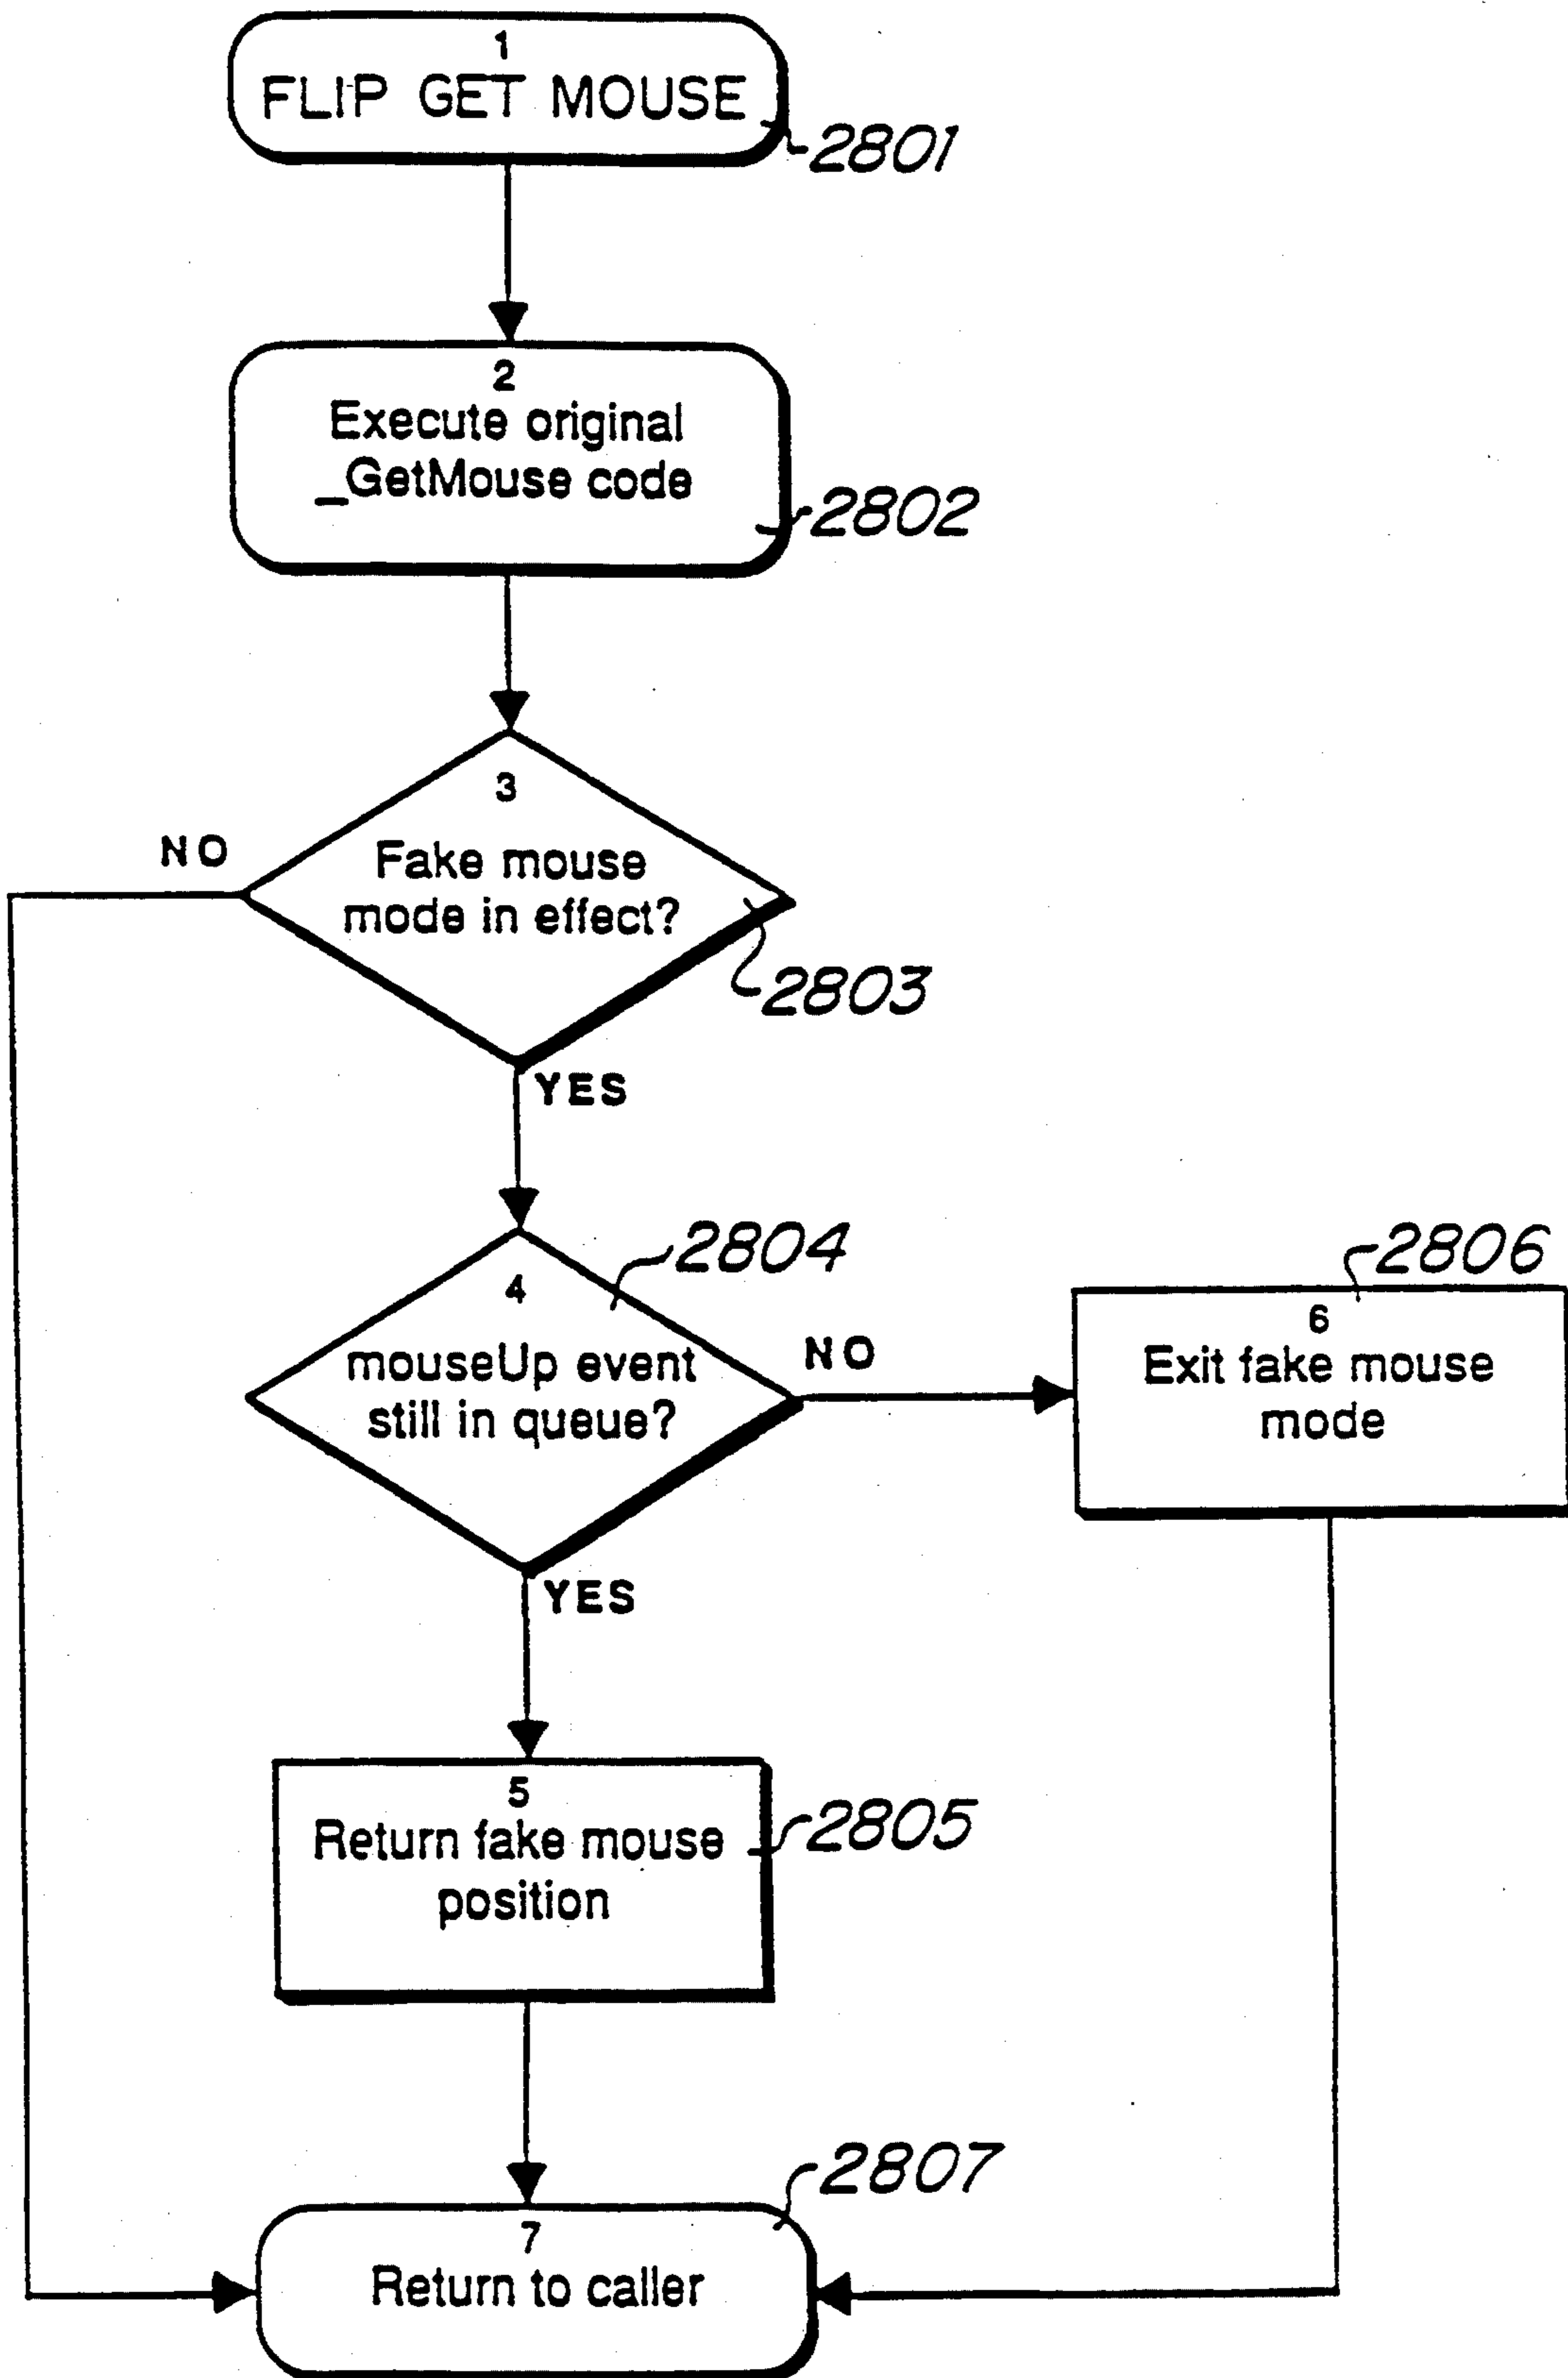 1
FLIP GET MOUSE
2801
2
Execute original
_GetMouse code
2802
3
Fake mouse
mode in effect?
NO
2803
YES
2804
4
mouseUp event
still in queue?
NO
2806
6
Exit fake mouse
mode
YES
5
Return fake mouse
position
2805
2807
7
Return to caller